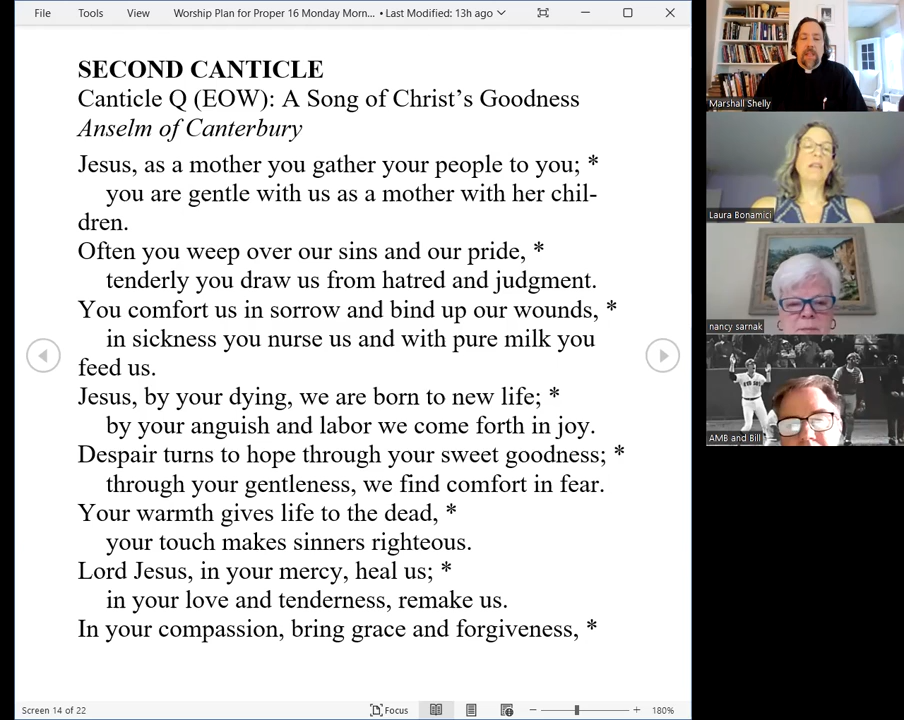 File Tools View Worship Plan for Proper 16 Monday Morn... • Last Modified: 13h ago
SECOND CANTICLE
Canticle Q (EOW): A Song of Christ's Goodness
Anselm of Canterbury
Jesus, as a mother you gather your people to you; *
you are gentle with us as a mother with her chil-
dren.
Often you weep over our sins and our pride, *
tenderly you draw us from hatred and judgment.
You comfort us in sorrow and bind up our wounds, *
in sickness you nurse us and with pure milk you
feed us.
Jesus, by your dying, we are born to new life; *
by your anguish and labor we come forth in joy.
Despair turns to hope through your sweet goodness; *
through your gentleness, we find comfort in fear.
Your warmth gives life to the dead, *
your touch makes sinners righteous.
Lord Jesus, in your mercy, heal us; *
in your love and tenderness, remake us.
In your compassion, bring grace and forgiveness, *
Screen 14 of 22 Focus 180%
Marshall Shelly
Laura Bonamici
nancy sarnak
RED SOX
AMB and Bill